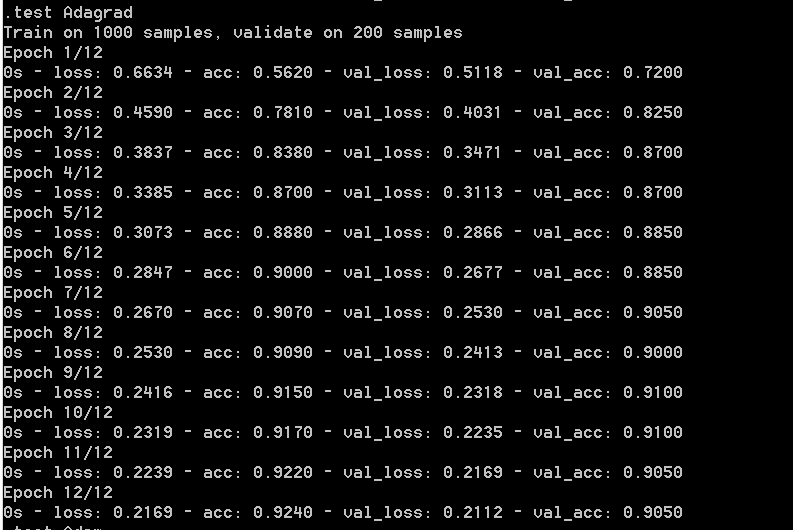 .test Adagrad
Train on 1000 samples, validate on 200 samples
Epoch 1/12
0s - loss: 0.6634 - acc: 0.5620 - val_loss: 0.5118 - val_acc: 0.7200
Epoch 2/12
0s - loss: 0.4590 - acc: 0.7810 - val_loss: 0.4031 - val_acc: 0.8250
Epoch 3/12
0s - loss: 0.3837 - acc: 0.8380 - val_loss: 0.3471 - val_acc: 0.8700
Epoch 4/12
0s - loss: 0.3385 - acc: 0.8700 - val_loss: 0.3113 - val_acc: 0.8700
Epoch 5/12
0s - loss: 0.3073 - acc: 0.8880 - val_loss: 0.2866 - val_acc: 0.8850
Epoch 6/12
0s - loss: 0.2847 - acc: 0.9000 - val_loss: 0.2677 - val_acc: 0.8850
Epoch 7/12
0s - loss: 0.2670 - acc: 0.9070 - val_loss: 0.2530 - val_acc: 0.9050
Epoch 8/12
0s - loss: 0.2530 - acc: 0.9090 - val_loss: 0.2413 - val_acc: 0.9000
Epoch 9/12
0s - loss: 0.2416 - acc: 0.9150 - val_loss: 0.2318 - val_acc: 0.9100
Epoch 10/12
0s - loss: 0.2319 - acc: 0.9170 - val_loss: 0.2235 - val_acc: 0.9100
Epoch 11/12
0s - loss: 0.2239 - acc: 0.9220 - val_loss: 0.2169 - val_acc: 0.9050
Epoch 12/12
0s - loss: 0.2169 - acc: 0.9240 - val_loss: 0.2112 - val_acc: 0.9050